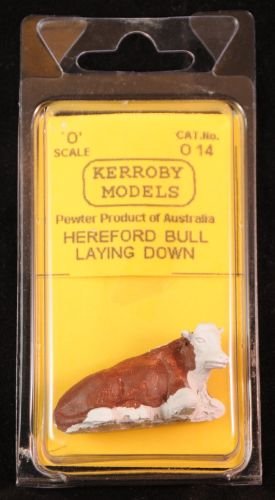 'O' CAT.No.
SCALE O 14
KERROBY
MODELS
Pewter Product of Australia
HEREFORD BULL
LAYING DOWN